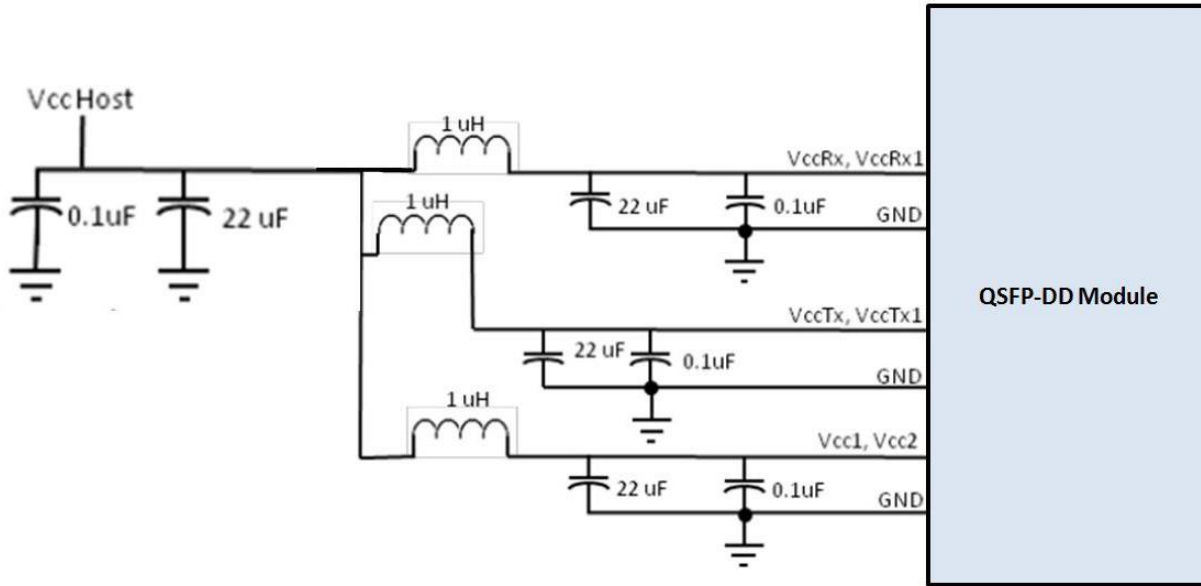 VccHost
0.1uF
22 uF
1 uH
VccRx, VccRx1
22 uF
0.1uF
GND
1 uH
VccTx, VccTx1
22 uF
0.1uF
GND
1 uH
Vcc1, Vcc2
22 uF
0.1uF
GND
QSFP-DD Module